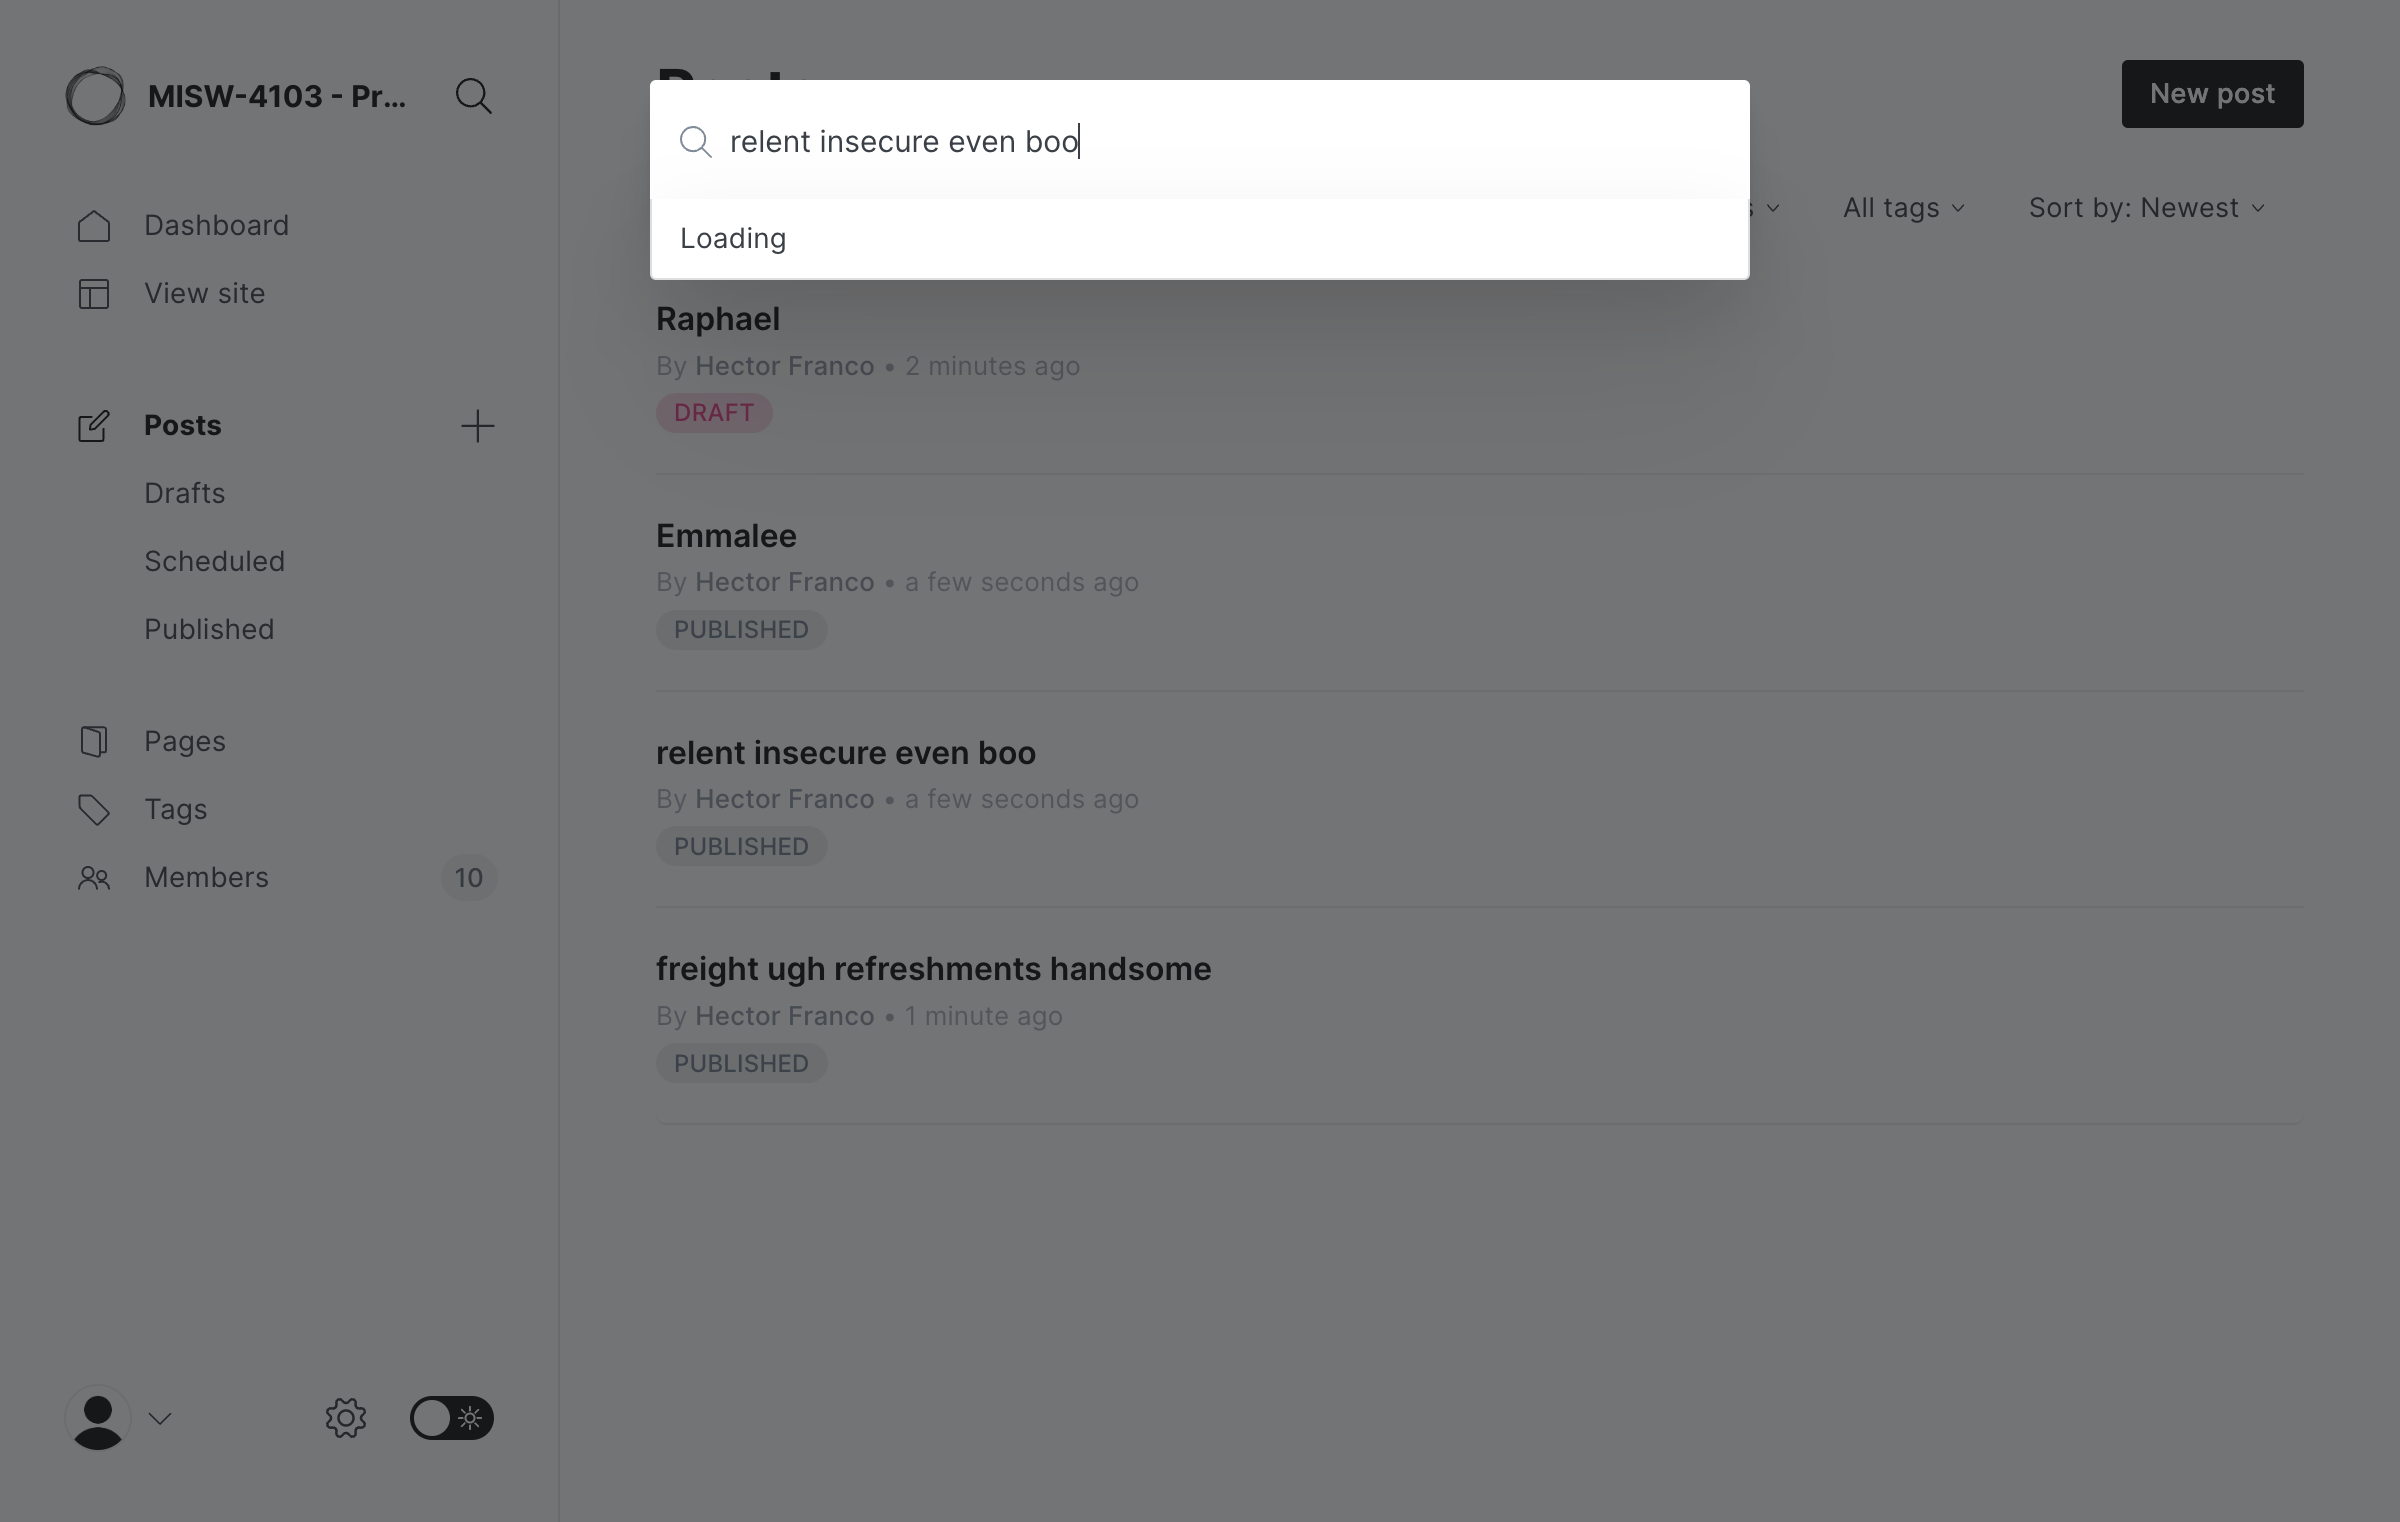 MISW-4103 - Pr...
Dashboard
View site
Posts
Drafts
Scheduled
Published
Pages
Tags
Members 10
New post
relent insecure even boo
Loading
All tags
Sort by: Newest
Raphael
By Hector Franco • 2 minutes ago
DRAFT
Emmalee
By Hector Franco • a few seconds ago
PUBLISHED
relent insecure even boo
By Hector Franco • a few seconds ago
PUBLISHED
freight ugh refreshments handsome
By Hector Franco • 1 minute ago
PUBLISHED